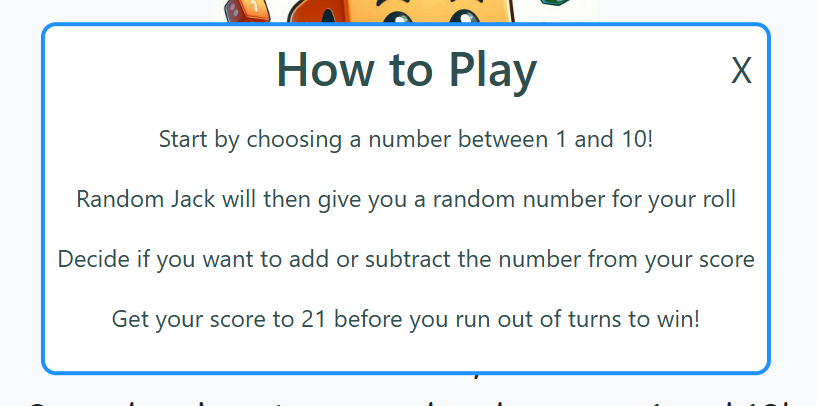 How to Play
X
Start by choosing a number between 1 and 10!
Random Jack will then give you a random number for your roll
Decide if you want to add or subtract the number from your score
Get your score to 21 before you run out of turns to win!